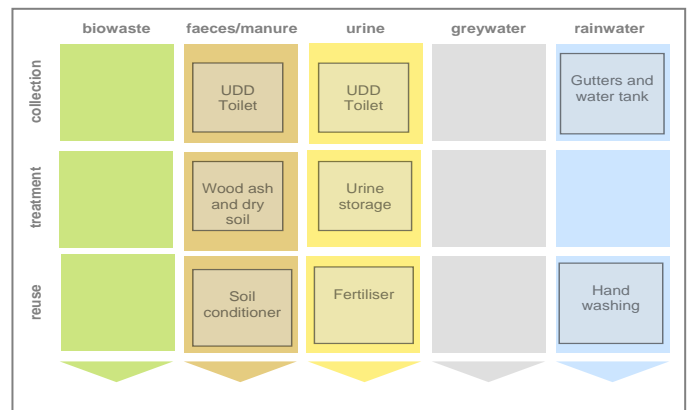 biowaste faeces/manure urine greywater rainwater
collection
UDD
Toilet
UDD
Toilet
Gutters and
water tank
treatment
Wood ash
and dry
soil
Urine
storage
reuse
Soil
conditioner
Fertiliser
Hand
washing